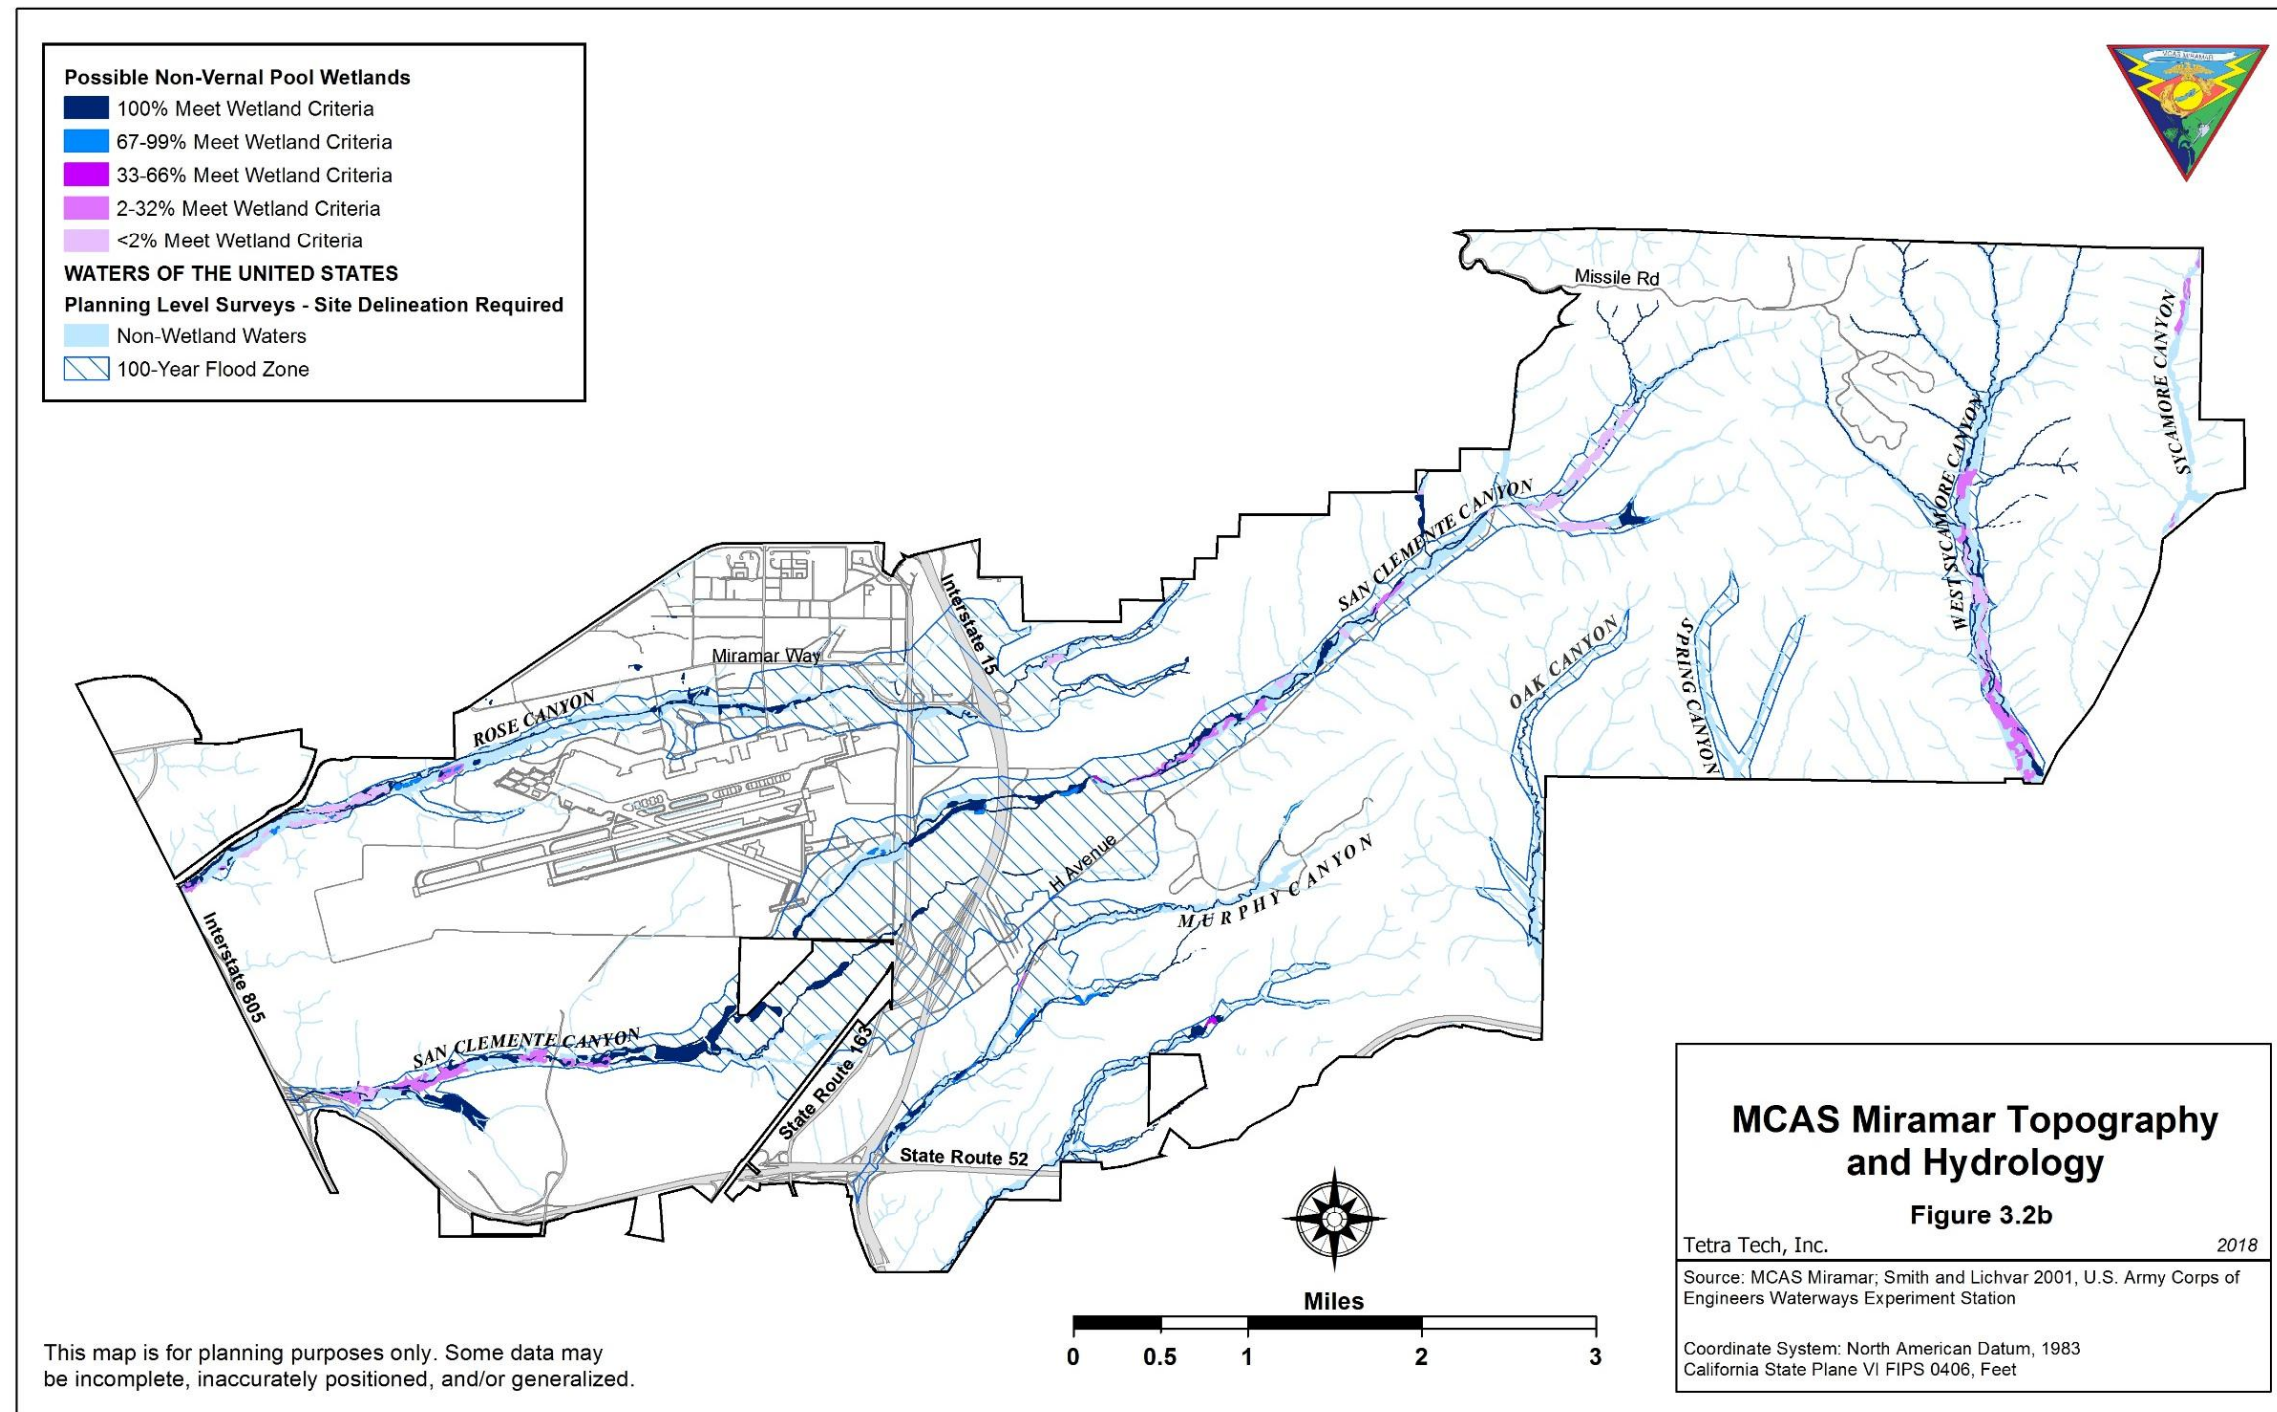 Possible Non-Vernal Pool Wetlands
100% Meet Wetland Criteria
67-99% Meet Wetland Criteria
33-66% Meet Wetland Criteria
2-32% Meet Wetland Criteria
<2% Meet Wetland Criteria
WATERS OF THE UNITED STATES
Planning Level Surveys - Site Delineation Required
Non-Wetland Waters
100-Year Flood Zone
MCAS MIRAMAR
Missile Rd
SYCAMORE CANYON
WEST SYCAMORE CANYON
SAN CLEMENTE CANYON
Interstate 15
Miramar Way
OAK CANYON
SPRING CANYON
ROSE CANYON
H Avenue
MURPHY CANYON
Interstate 805
SAN CLEMENTE CANYON
State Route 163
State Route 52
Miles
0 0.5 1 2 3
This map is for planning purposes only. Some data may
be incomplete, inaccurately positioned, and/or generalized.
MCAS Miramar Topography
and Hydrology
Figure 3.2b
Tetra Tech, Inc. 2018
Source: MCAS Miramar; Smith and Lichvar 2001, U.S. Army Corps of
Engineers Waterways Experiment Station
Coordinate System: North American Datum, 1983
California State Plane VI FIPS 0406, Feet